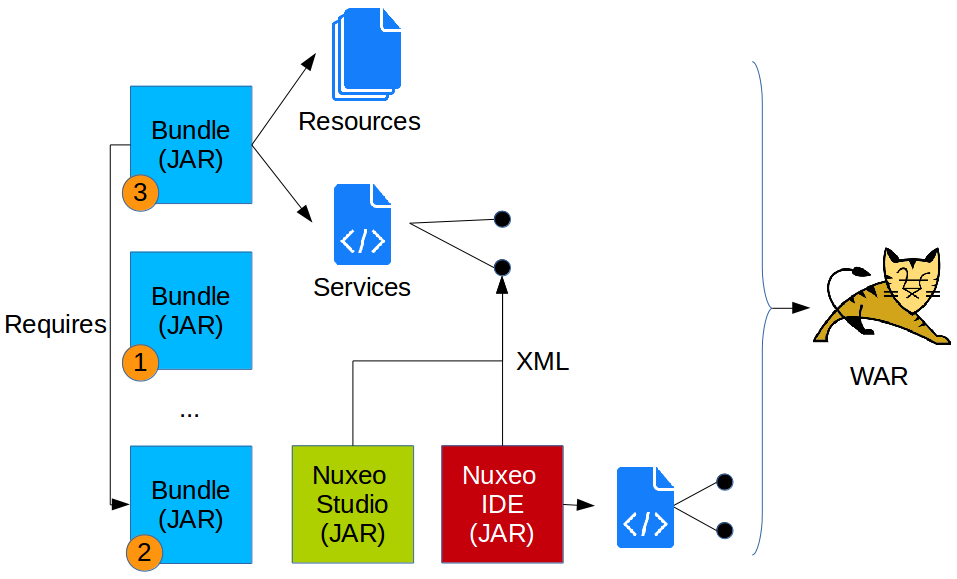 Resources
Bundle
(JAR)
3
Services
</>
Bundle
(JAR)
1
Requires
XML
WAR
...
Bundle
(JAR)
2
Nuxeo
Studio
(JAR)
Nuxeo
IDE
(JAR)
</>